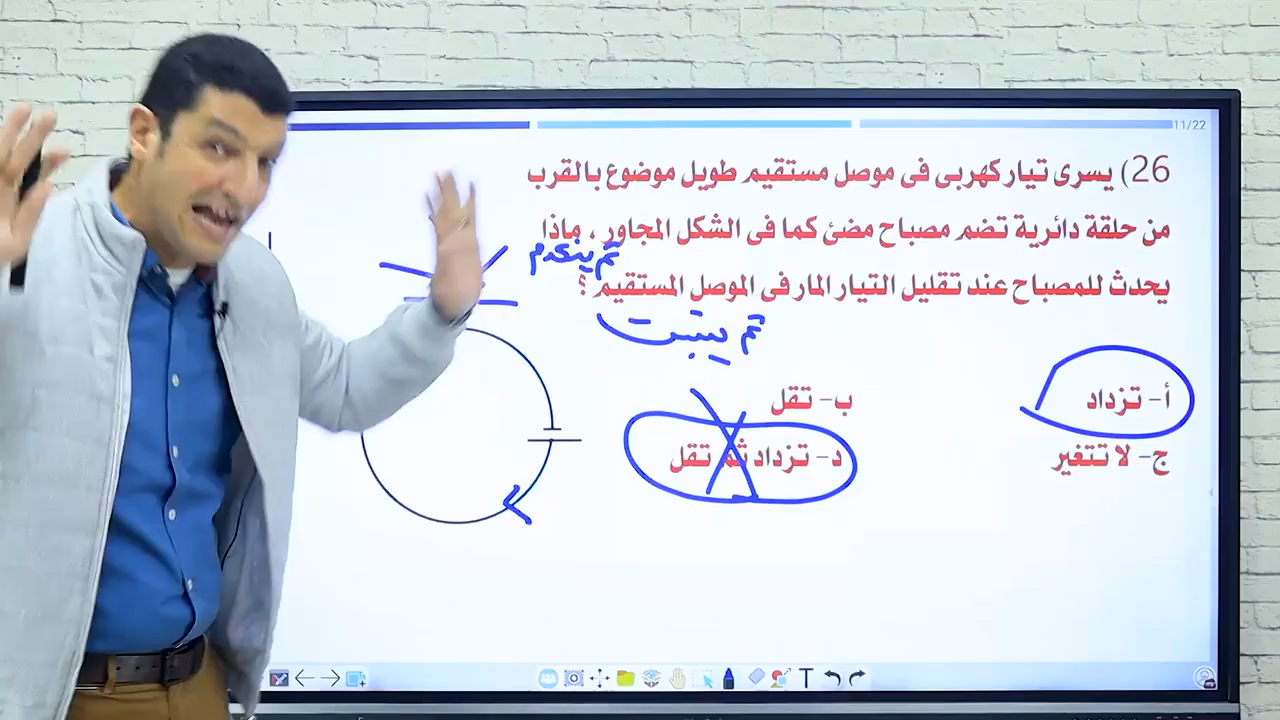 11/22
26) يسرى تيار كهربى فى موصل مستقيم طويل موضوع بالقرب
من حلقة دائرية تضم مصباح مضئ كما فى الشكل المجاور ، ماذا
ثم ينعدم
يحدث للمصباح عند تقليل التيار المار فى الموصل المستقيم ؟
ثم يثبت
أ- تزداد
ب- تقل
ج- لا تتغير
د- تزداد ثم تقل
T